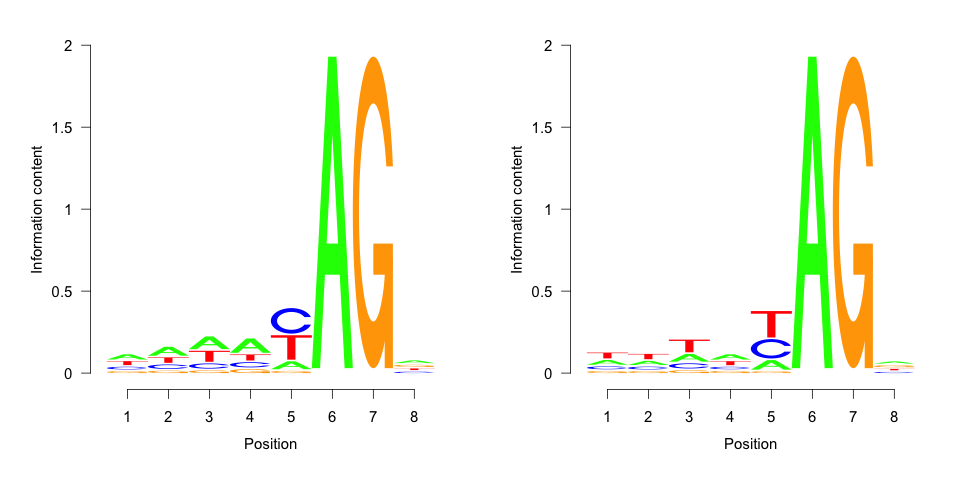 2
1.5
1
0.5
0
Information content
A A A A C A G A
T T T T T G
C C C C A T
G G G G C
1 2 3 4 5 6 7 8
Position
2
1.5
1
0.5
0
Information content
T T T A T A G A
A A A T C G
C C C C A T
G G G G C
1 2 3 4 5 6 7 8
Position